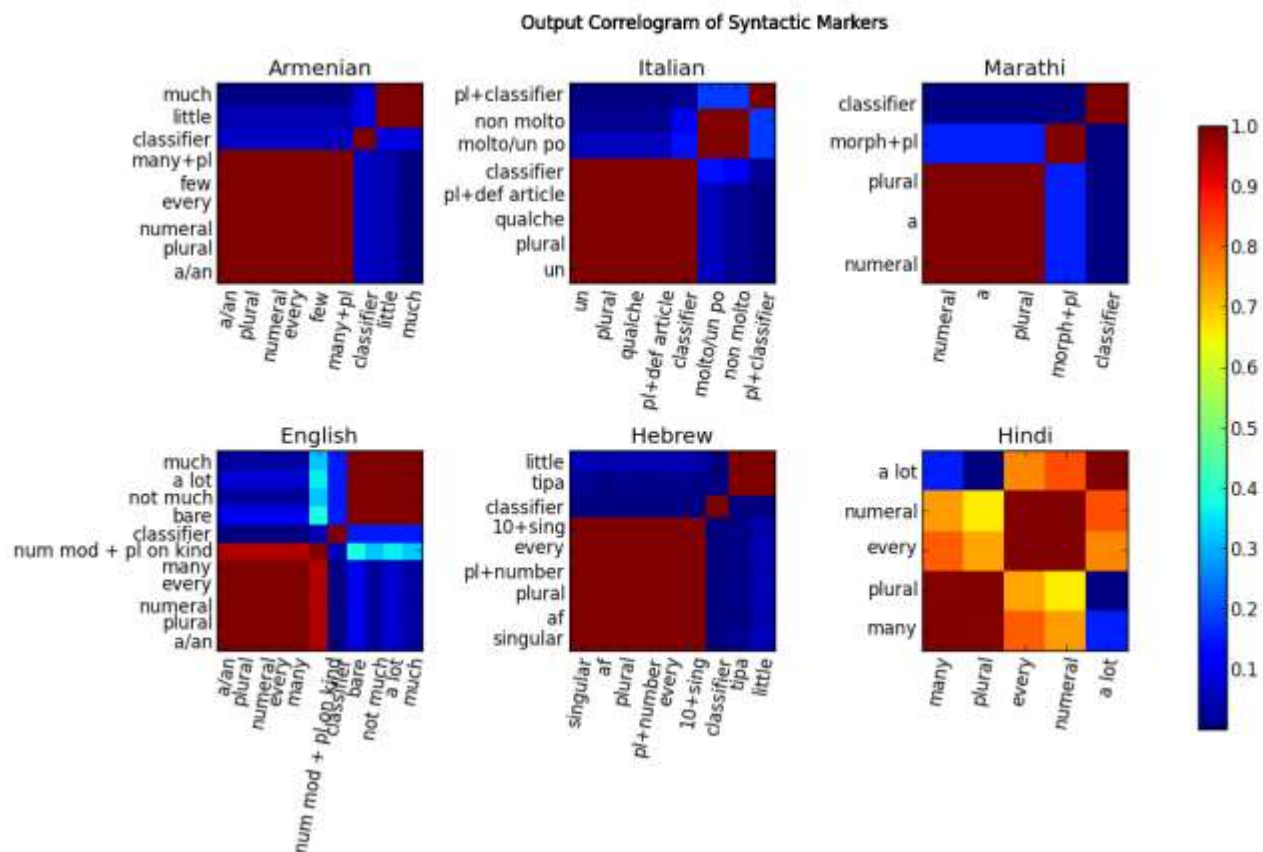 Output Correlogram of Syntactic Markers
Armenian
much
little
classifier
many+pl
few
every
numeral
plural
a/an
a/an
plural
numeral
every
few
many+pl
classifier
little
much
Italian
pl+classifier
non molto
molto/un po
classifier
pl+def article
qualche
plural
un
un
plural
qualche
pl+def article
classifier
molto/un po
non molto
pl+classifier
Marathi
classifier
morph+pl
plural
a
numeral
numeral
a
plural
morph+pl
classifier
English
much
a lot
not much
bare
classifier
num mod + pl on kind
many
every
numeral
plural
a/an
a/an
plural
numeral
every
many
num mod + pl on kind
classifier
bare
not much
a lot
much
Hebrew
little
tipa
classifier
10+sing
every
pl+number
plural
af
singular
singular
af
plural
pl+number
every
10+sing
classifier
tipa
little
Hindi
a lot
numeral
every
plural
many
many
plural
every
numeral
a lot
1.0
0.9
0.8
0.7
0.6
0.5
0.4
0.3
0.2
0.1